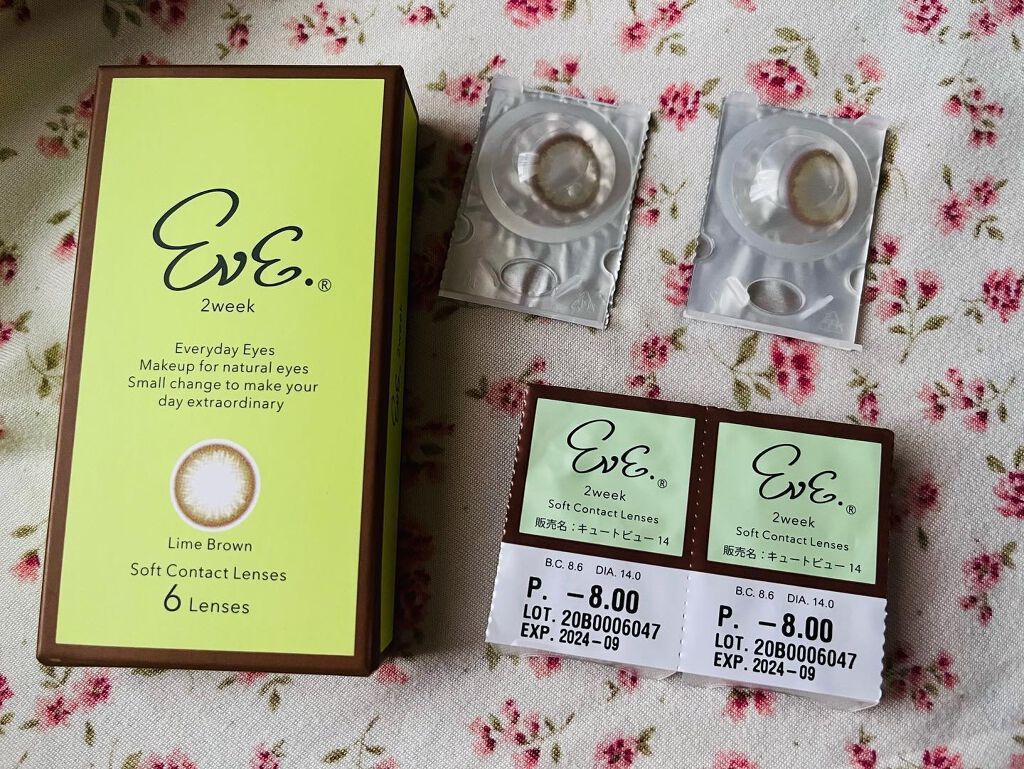 EvE.®
2week
Everyday Eyes
Makeup for natural eyes
Small change to make your
day extraordinary
Lime Brown
Soft Contact Lenses
6 Lenses
EvE.®
2week
Soft Contact Lenses
販売名：キュートビュー 14
B.C. 8.6 DIA. 14.0
P. －8.00
LOT. 20B0006047
EXP. 2024-09
EvE.®
2week
Soft Contact Lenses
販売名：キュートビュー 14
B.C. 8.6 DIA. 14.0
P. －8.00
LOT. 20B0006047
EXP. 2024-09